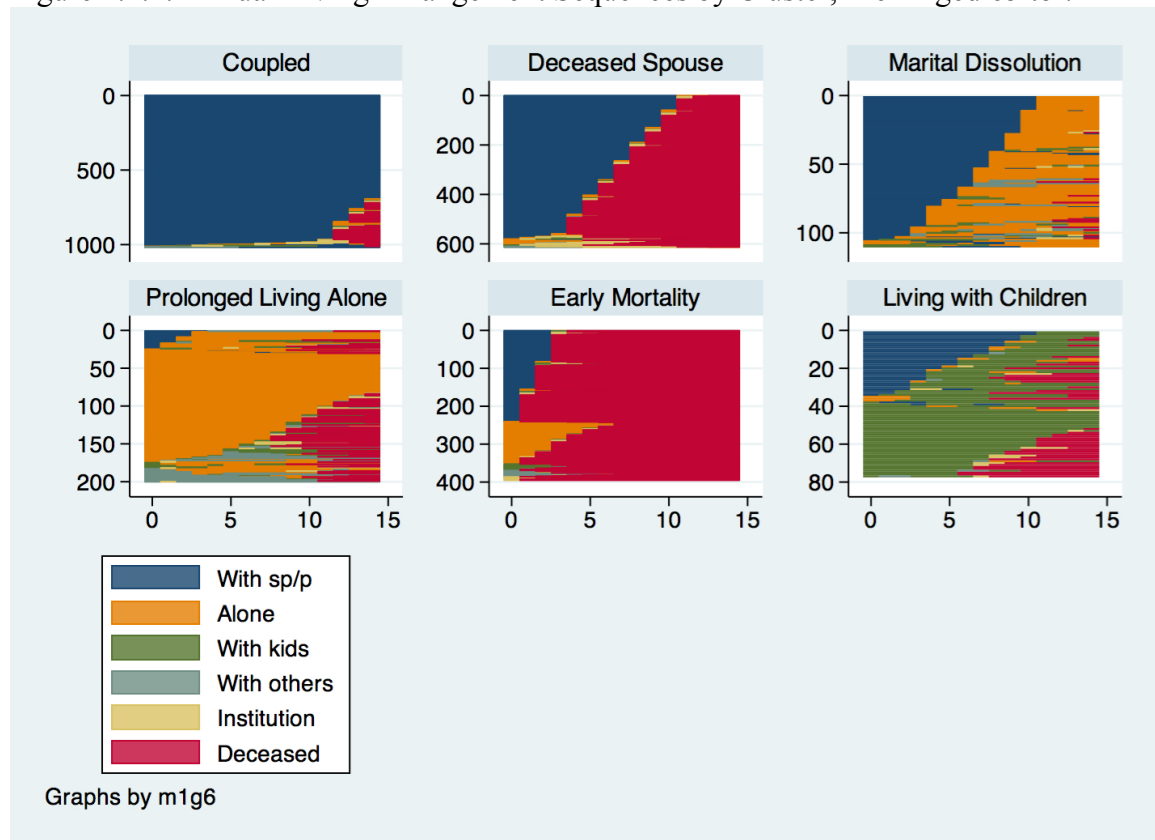 Coupled Deceased Spouse Marital Dissolution
0 0 0
500 200 50
1000 400 100
600
Prolonged Living Alone Early Mortality Living with Children
0 0 0
50 100 20
100 200 40
150 300 60
200 400 80
0 5 10 15 0 5 10 15 0 5 10 15
With sp/p
Alone
With kids
With others
Institution
Deceased
Graphs by m1g6